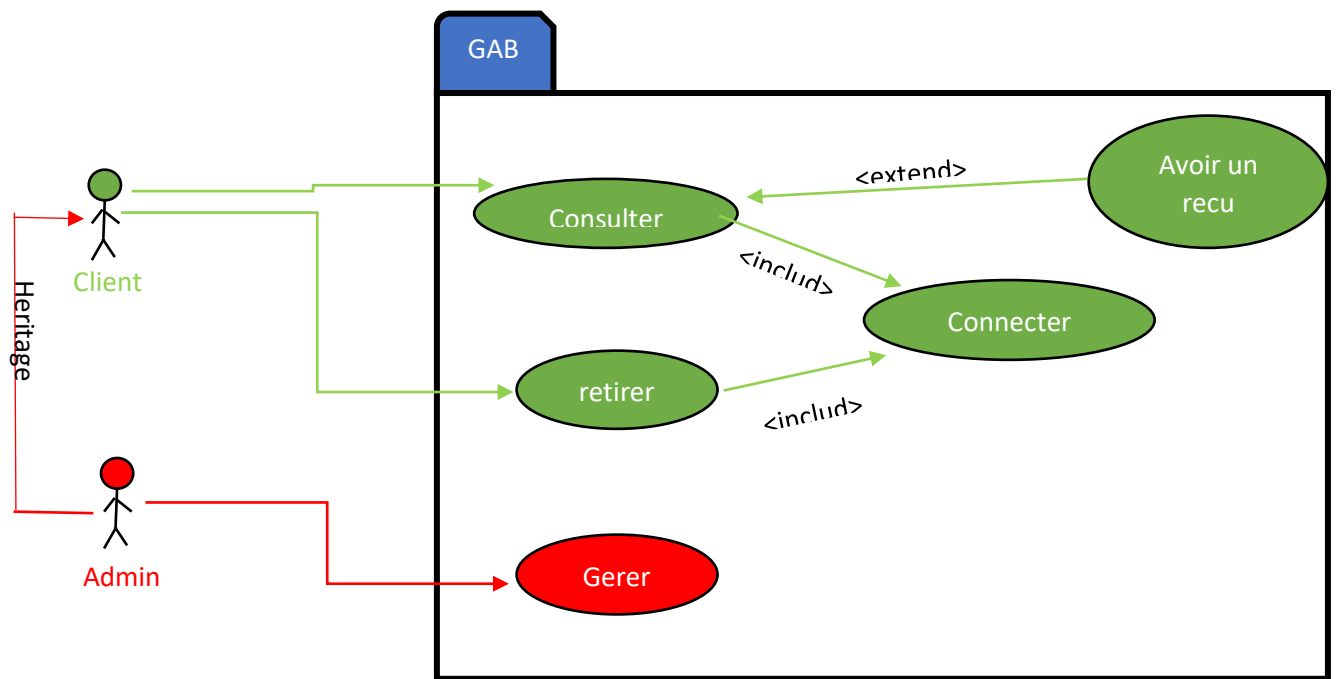 GAB
Avoir un
recu
<extend>
Consulter
<includ>
Client
Heritage
Connecter
retirer
<includ>
Admin
Gerer